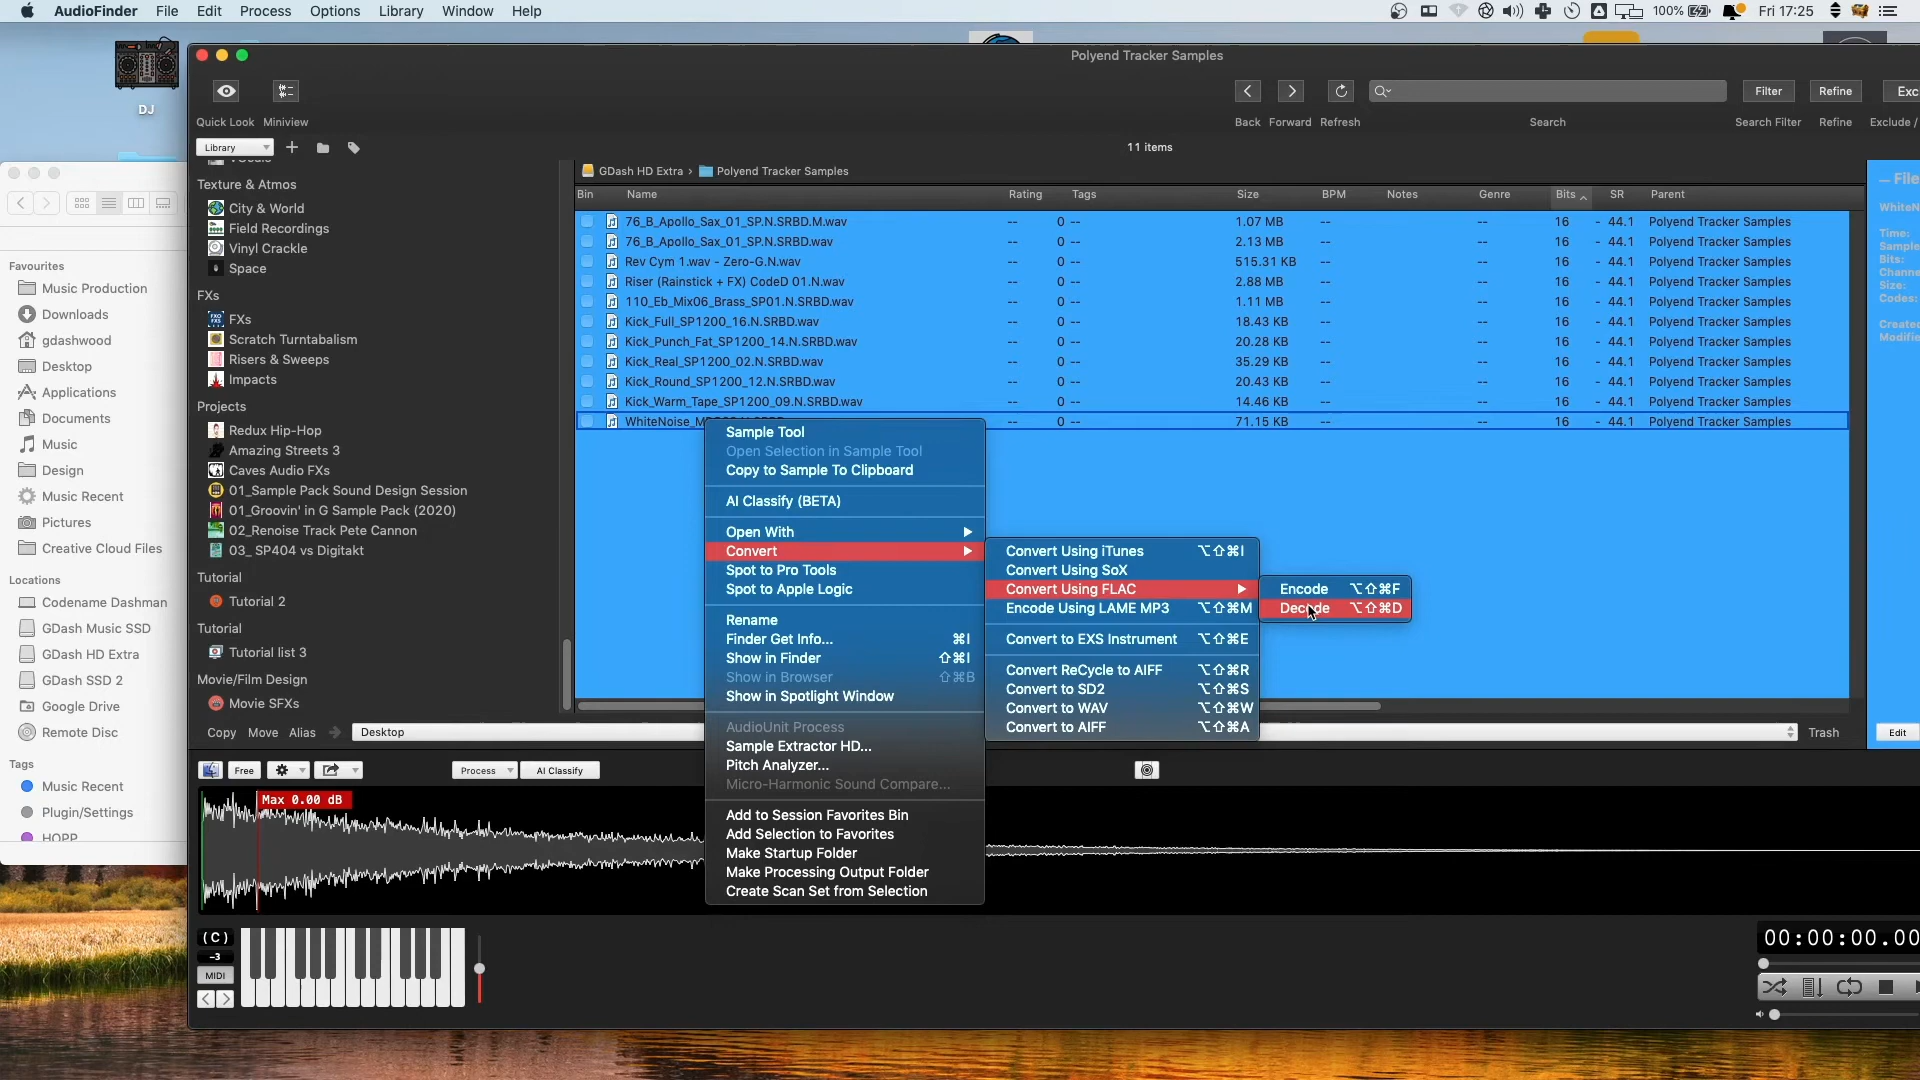 AudioFinder File Edit Process Options Library Window Help
100% Fri 17:25
DJ
Polyend Tracker Samples
Filter Refine
Quick Look Miniview
Back Forward Refresh Search Search Filter Refine Exclude /
Library
11 items
GDash HD Extra › Polyend Tracker Samples
Bin Name Rating Tags Size BPM Notes Genre Bits SR Parent
76_B_Apollo_Sax_01_SP.N.SRBD.M.wav -- 0 -- 1.07 MB -- -- 16 - 44.1 Polyend Tracker Samples
76_B_Apollo_Sax_01_SP.N.SRBD.wav -- 0 -- 2.13 MB -- -- 16 - 44.1 Polyend Tracker Samples
Rev Cym 1.wav - Zero-G.N.wav -- 0 -- 515.31 KB -- -- 16 - 44.1 Polyend Tracker Samples
Riser (Rainstick + FX) CodeD 01.N.wav -- 0 -- 2.88 MB -- -- 16 - 44.1 Polyend Tracker Samples
110_Eb_Mix06_Brass_SP01.N.SRBD.wav -- 0 -- 1.11 MB -- -- 16 - 44.1 Polyend Tracker Samples
Kick_Full_SP1200_16.N.SRBD.wav -- 0 -- 18.43 KB -- -- 16 - 44.1 Polyend Tracker Samples
Kick_Punch_Fat_SP1200_14.N.SRBD.wav -- 0 -- 20.28 KB -- -- 16 - 44.1 Polyend Tracker Samples
Kick_Real_SP1200_02.N.SRBD.wav -- 0 -- 35.29 KB -- -- 16 - 44.1 Polyend Tracker Samples
Kick_Round_SP1200_12.N.SRBD.wav -- 0 -- 20.43 KB -- -- 16 - 44.1 Polyend Tracker Samples
Kick_Warm_Tape_SP1200_09.N.SRBD.wav -- 0 -- 14.46 KB -- -- 16 - 44.1 Polyend Tracker Samples
-- 0 -- 71.15 KB -- -- 16 - 44.1 Polyend Tracker Samples
Texture & Atmos
City & World
Field Recordings
Vinyl Crackle
Space
FXs
FXs
Scratch Turntabalism
Risers & Sweeps
Impacts
Projects
Redux Hip-Hop
Amazing Streets 3
Caves Audio FXs
01_Sample Pack Sound Design Session
01_Groovin' in G Sample Pack (2020)
02_Renoise Track Pete Cannon
03_ SP404 vs Digitakt
Tutorial
Tutorial 2
Tutorial
Tutorial list 3
Movie/Film Design
Movie SFXs
Copy Move Alias Desktop Trash Edit
Favourites
Music Production
Downloads
gdashwood
Desktop
Applications
Documents
Music
Design
Music Recent
Pictures
Creative Cloud Files
Locations
Codename Dashman
GDash Music SSD
GDash HD Extra
GDash SSD 2
Google Drive
Remote Disc
Tags
Music Recent
Plugin/Settings
HOPP
Sample Tool
Open Selection in Sample Tool
Copy to Sample To Clipboard
AI Classify (BETA)
Open With
Convert
Spot to Pro Tools
Spot to Apple Logic
Rename
Finder Get Info... ⌘I
Show in Finder ⇧⌘I
Show in Browser ⇧⌘B
Show in Spotlight Window
AudioUnit Process
Sample Extractor HD...
Pitch Analyzer...
Micro-Harmonic Sound Compare...
Add to Session Favorites Bin
Add Selection to Favorites
Make Startup Folder
Make Processing Output Folder
Create Scan Set from Selection
Convert Using iTunes ⌥⇧⌘I
Convert Using SoX
Convert Using FLAC
Encode Using LAME MP3 ⌥⇧⌘M
Convert to EXS Instrument ⌥⇧⌘E
Convert ReCycle to AIFF ⌥⇧⌘R
Convert to SD2 ⌥⇧⌘S
Convert to WAV ⌥⇧⌘W
Convert to AIFF ⌥⇧⌘A
Encode ⌥⇧⌘F
Decode ⌥⇧⌘D
File
Time:
Bits:
Size:
Codes:
Free Process AI Classify
Max 0.00 dB
(C)
-3
MIDI
00:00:00.00